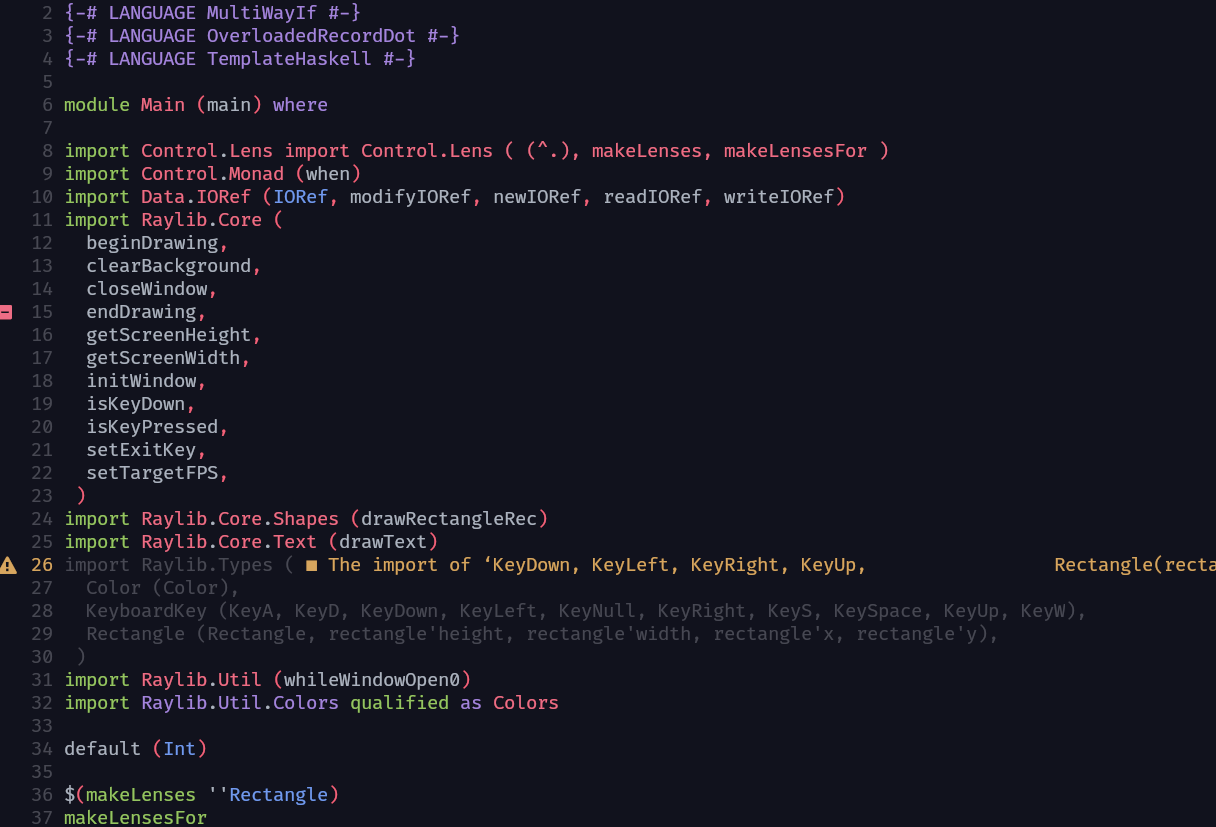 2 {-# LANGUAGE MultiWayIf #-}
3 {-# LANGUAGE OverloadedRecordDot #-}
4 {-# LANGUAGE TemplateHaskell #-}
5
6 module Main (main) where
7
8 import Control.Lens import Control.Lens ( (^.), makeLenses, makeLensesFor )
9 import Control.Monad (when)
10 import Data.IORef (IORef, modifyIORef, newIORef, readIORef, writeIORef)
11 import Raylib.Core (
12   beginDrawing,
13   clearBackground,
14   closeWindow,
15   endDrawing,
16   getScreenHeight,
17   getScreenWidth,
18   initWindow,
19   isKeyDown,
20   isKeyPressed,
21   setExitKey,
22   setTargetFPS,
23  )
24 import Raylib.Core.Shapes (drawRectangleRec)
25 import Raylib.Core.Text (drawText)
26 import Raylib.Types ( ■ The import of ‘KeyDown, KeyLeft, KeyRight, KeyUp,                 Rectangle(recta
27   Color (Color),
28   KeyboardKey (KeyA, KeyD, KeyDown, KeyLeft, KeyNull, KeyRight, KeyS, KeySpace, KeyUp, KeyW),
29   Rectangle (Rectangle, rectangle'height, rectangle'width, rectangle'x, rectangle'y),
30  )
31 import Raylib.Util (whileWindowOpen0)
32 import Raylib.Util.Colors qualified as Colors
33
34 default (Int)
35
36 $(makeLenses ''Rectangle)
37 makeLensesFor